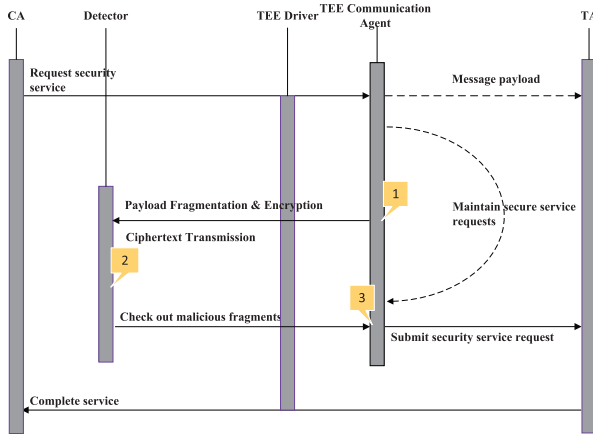 CA
Detector
TEE Driver
TEE Communication
Agent
TA
Request security
service
Message payload
1
Payload Fragmentation & Encryption
Maintain secure service
requests
Ciphertext Transmission
2
3
Check out malicious fragments
Submit security service request
Complete service